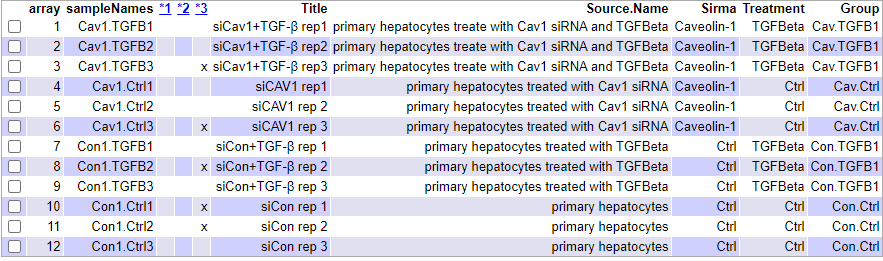 array sampleNames *1 *2 *3 Title Source.Name Sirma Treatment Group
1 Cav1.TGFB1 siCav1+TGF-β rep1 primary hepatocytes treate with Cav1 siRNA and TGFBeta Caveolin-1 TGFBeta Cav.TGFB1
2 Cav1.TGFB2 siCav1+TGF-β rep2 primary hepatocytes treate with Cav1 siRNA and TGFBeta Caveolin-1 TGFBeta Cav.TGFB1
3 Cav1.TGFB3 x siCav1+TGF-β rep3 primary hepatocytes treate with Cav1 siRNA and TGFBeta Caveolin-1 TGFBeta Cav.TGFB1
4 Cav1.Ctrl1 siCAV1 rep1 primary hepatocytes treated with Cav1 siRNA Caveolin-1 Ctrl Cav.Ctrl
5 Cav1.Ctrl2 siCAV1 rep 2 primary hepatocytes treated with Cav1 siRNA Caveolin-1 Ctrl Cav.Ctrl
6 Cav1.Ctrl3 x siCAV1 rep 3 primary hepatocytes treated with Cav1 siRNA Caveolin-1 Ctrl Cav.Ctrl
7 Con1.TGFB1 siCon+TGF-β rep 1 primary hepatocytes treated with TGFBeta Ctrl TGFBeta Con.TGFB1
8 Con1.TGFB2 x siCon+TGF-β rep 2 primary hepatocytes treated with TGFBeta Ctrl TGFBeta Con.TGFB1
9 Con1.TGFB3 siCon+TGF-β rep 3 primary hepatocytes treated with TGFBeta Ctrl TGFBeta Con.TGFB1
10 Con1.Ctrl1 x siCon rep 1 primary hepatocytes Ctrl Ctrl Con.Ctrl
11 Con1.Ctrl2 x siCon rep 2 primary hepatocytes Ctrl Ctrl Con.Ctrl
12 Con1.Ctrl3 siCon rep 3 primary hepatocytes Ctrl Ctrl Con.Ctrl